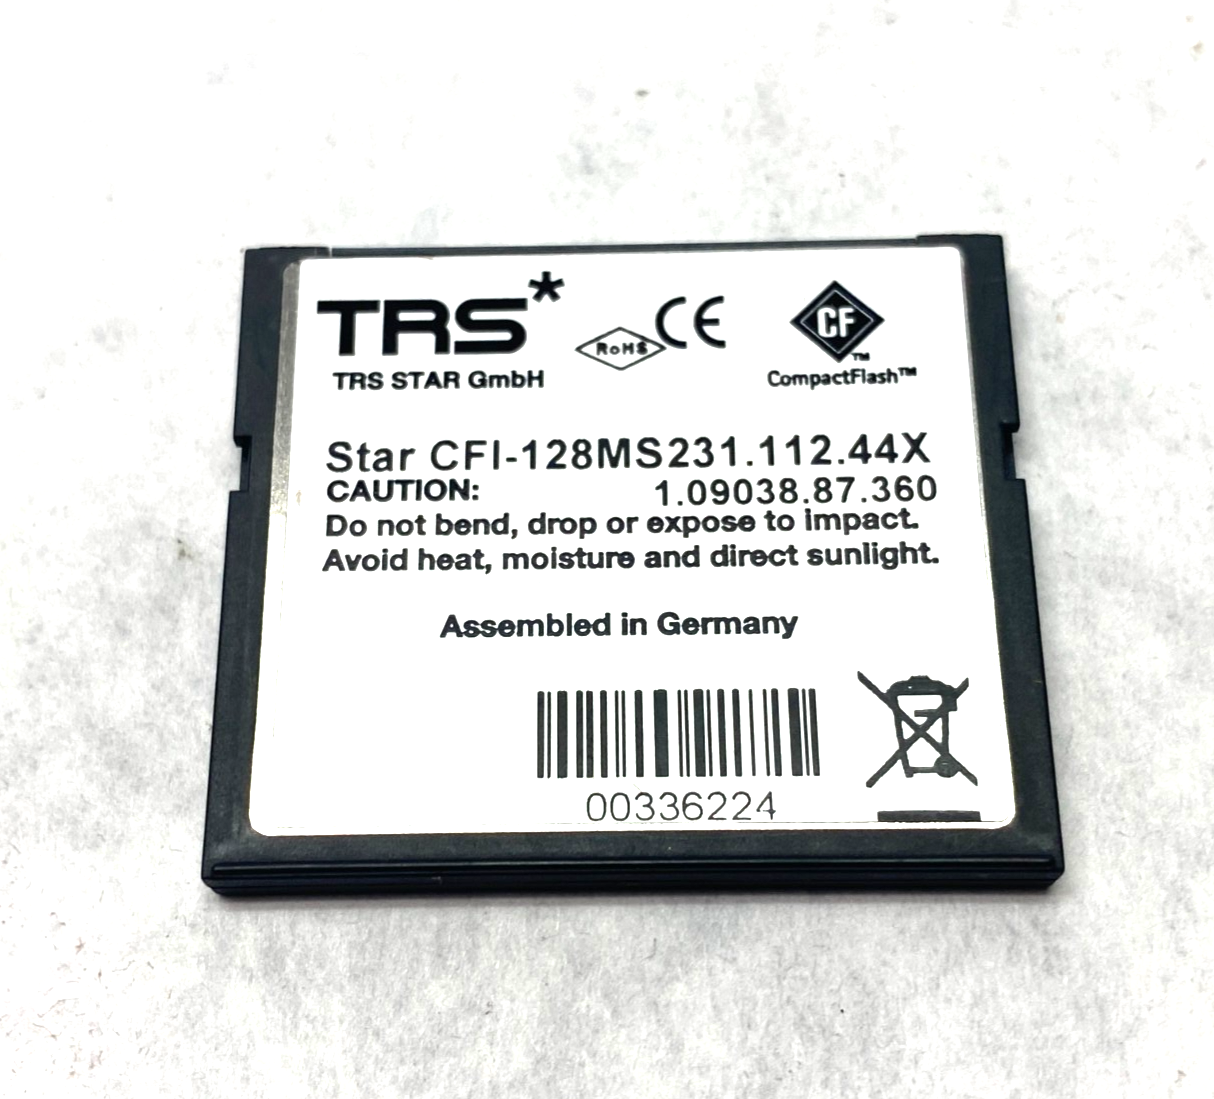 TRS*
TRS STAR GmbH
RoHS CE
CF™
CompactFlash™
Star CFI-128MS231.112.44X
CAUTION: 1.09038.87.360
Do not bend, drop or expose to impact.
Avoid heat, moisture and direct sunlight.
Assembled in Germany
00336224